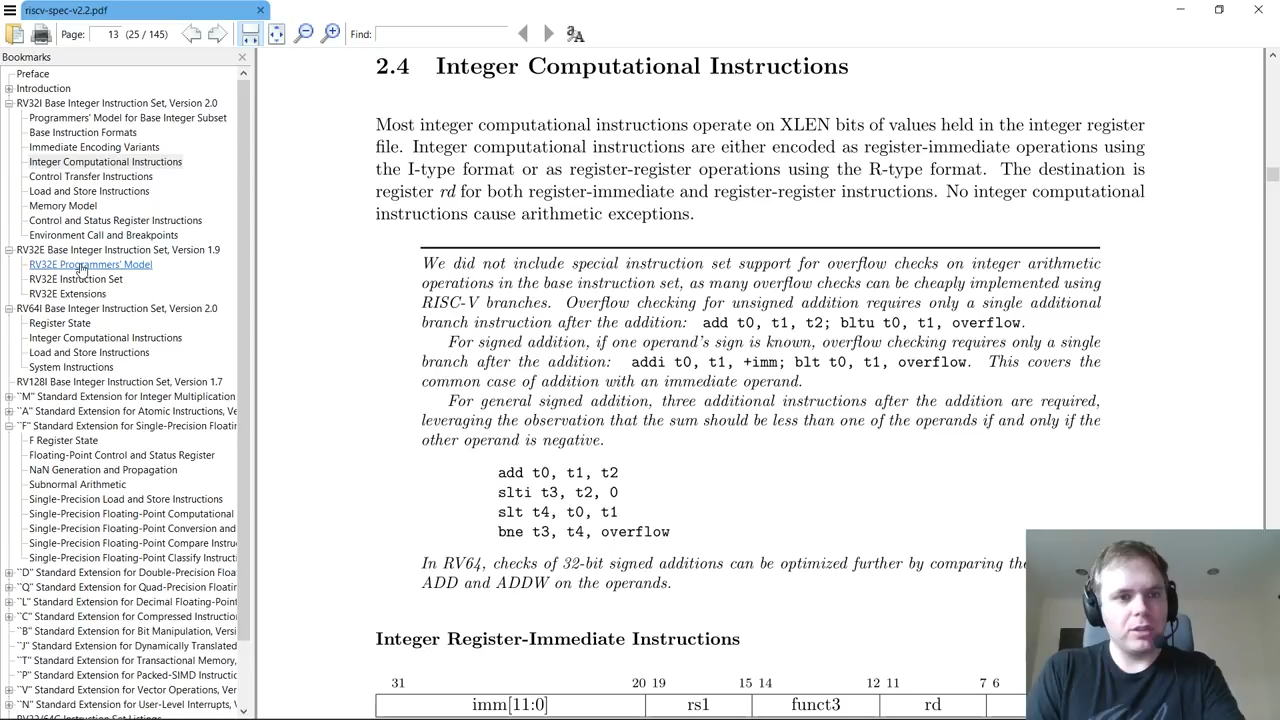 riscv-spec-v2.2.pdf
Page: 13 (25 / 145) Find:
Bookmarks
Preface
Introduction
RV32I Base Integer Instruction Set, Version 2.0
Programmers' Model for Base Integer Subset
Base Instruction Formats
Immediate Encoding Variants
Integer Computational Instructions
Control Transfer Instructions
Load and Store Instructions
Memory Model
Control and Status Register Instructions
Environment Call and Breakpoints
RV32E Base Integer Instruction Set, Version 1.9
RV32E Programmers' Model
RV32E Instruction Set
RV32E Extensions
RV64I Base Integer Instruction Set, Version 2.0
Register State
Integer Computational Instructions
Load and Store Instructions
System Instructions
RV128I Base Integer Instruction Set, Version 1.7
``M'' Standard Extension for Integer Multiplication
``A'' Standard Extension for Atomic Instructions, Ve
``F'' Standard Extension for Single-Precision Floatin
F Register State
Floating-Point Control and Status Register
NaN Generation and Propagation
Subnormal Arithmetic
Single-Precision Load and Store Instructions
Single-Precision Floating-Point Computational
Single-Precision Floating-Point Conversion and
Single-Precision Floating-Point Compare Instru
Single-Precision Floating-Point Classify Instructi
``D'' Standard Extension for Double-Precision Floa
``Q'' Standard Extension for Quad-Precision Floatin
``L'' Standard Extension for Decimal Floating-Point
``C'' Standard Extension for Compressed Instructio
``B'' Standard Extension for Bit Manipulation, Versi
``J'' Standard Extension for Dynamically Translated
``T'' Standard Extension for Transactional Memory,
``P'' Standard Extension for Packed-SIMD Instructic
``V'' Standard Extension for Vector Operations, Ver
``N'' Standard Extension for User-Level Interrupts, V
RV32/64G Instruction Set Listings
2.4 Integer Computational Instructions
Most integer computational instructions operate on XLEN bits of values held in the integer register
file. Integer computational instructions are either encoded as register-immediate operations using
the I-type format or as register-register operations using the R-type format. The destination is
register rd for both register-immediate and register-register instructions. No integer computational
instructions cause arithmetic exceptions.
We did not include special instruction set support for overflow checks on integer arithmetic
operations in the base instruction set, as many overflow checks can be cheaply implemented using
RISC-V branches. Overflow checking for unsigned addition requires only a single additional
branch instruction after the addition: add t0, t1, t2; bltu t0, t1, overflow.
For signed addition, if one operand's sign is known, overflow checking requires only a single
branch after the addition: addi t0, t1, +imm; blt t0, t1, overflow. This covers the
common case of addition with an immediate operand.
For general signed addition, three additional instructions after the addition are required,
leveraging the observation that the sum should be less than one of the operands if and only if the
other operand is negative.
add t0, t1, t2
slti t3, t2, 0
slt t4, t0, t1
bne t3, t4, overflow
In RV64, checks of 32-bit signed additions can be optimized further by comparing the
ADD and ADDW on the operands.
Integer Register-Immediate Instructions
31 20 19 15 14 12 11 7 6
imm[11:0] rs1 funct3 rd